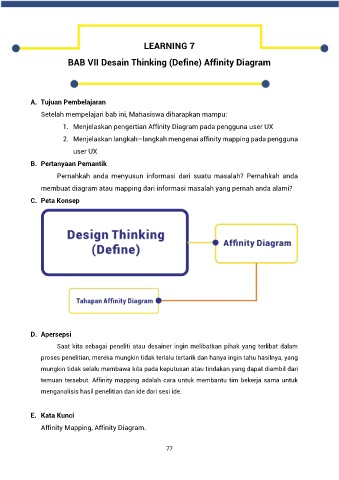 LEARNING 7
BAB VII Desain Thinking (Define) Affinity Diagram
A. Tujuan Pembelajaran
Setelah mempelajari bab ini, Mahasiswa diharapkan mampu:
1. Menjelaskan pengertian Affinity Diagram pada pengguna user UX
2. Menjelaskan langkah–langkah mengenai affinity mapping pada pengguna
user UX
B. Pertanyaan Pemantik
Pernahkah anda menyusun informasi dari suatu masalah? Pernahkah anda
membuat diagram atau mapping dari informasi masalah yang pernah anda alami?
C. Peta Konsep
Design Thinking
(Define)
Affinity Diagram
Tahapan Affinity Diagram
D. Apersepsi
Saat kita sebagai peneliti atau desainer ingin melibatkan pihak yang terlibat dalam
proses penelitian, mereka mungkin tidak terlalu tertarik dan hanya ingin tahu hasilnya, yang
mungkin tidak selalu membawa kita pada keputusan atau tindakan yang dapat diambil dari
temuan tersebut. Affinity mapping adalah cara untuk membantu tim bekerja sama untuk
menganalisis hasil penelitian dan ide dari sesi ide.
E. Kata Kunci
Affinity Mapping, Affinity Diagram.
77